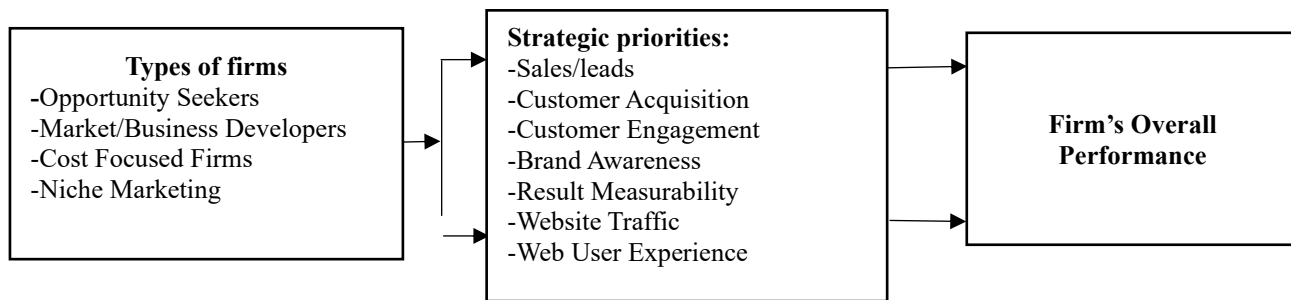 Types of firms
-Opportunity Seekers
-Market/Business Developers
-Cost Focused Firms
-Niche Marketing
Strategic priorities:
-Sales/leads
-Customer Acquisition
-Customer Engagement
-Brand Awareness
-Result Measurability
-Website Traffic
-Web User Experience
Firm's Overall
Performance